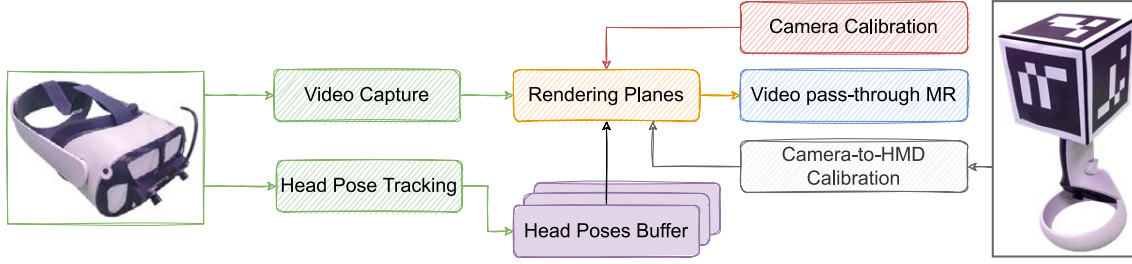 Camera Calibration
Video Capture
Rendering Planes
Video pass-through MR
Camera-to-HMD
Calibration
Head Pose Tracking
Head Poses Buffer